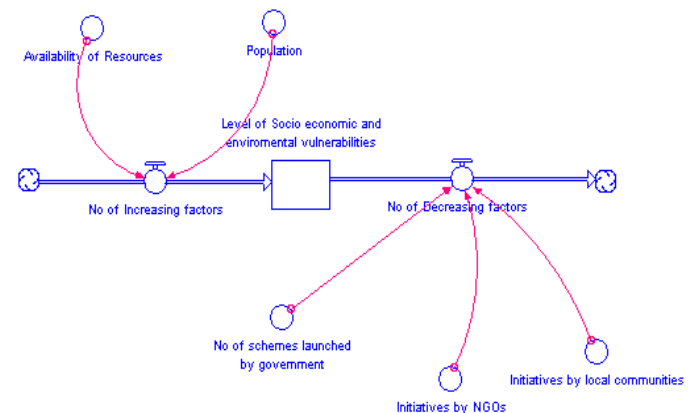 Availability of Resources
Population
Level of Socio economic and
enviromental vulnerabilities
No of Increasing factors
No of Decreasing factors
No of schemes launched
by government
Initiatives by local communities
Initiatives by NGOs